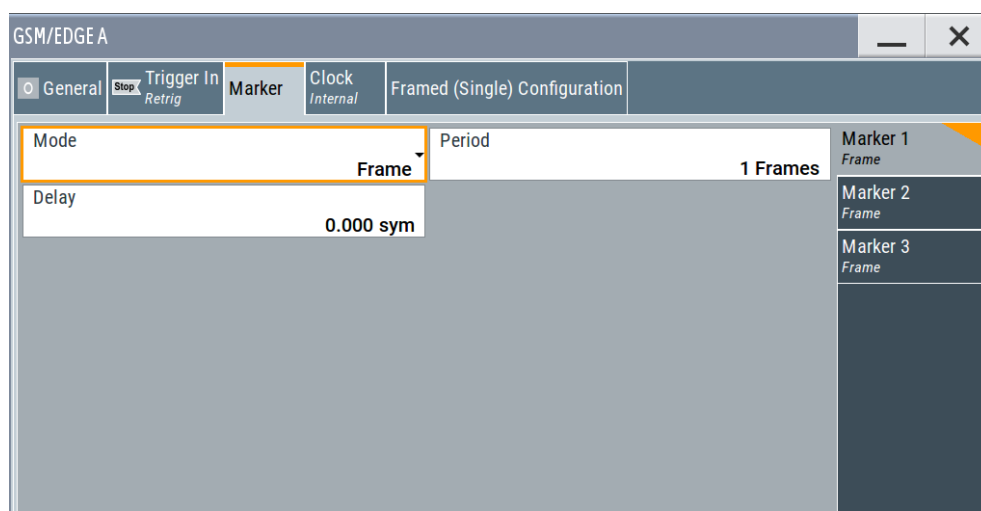 GSM/EDGE A
O General
Stop Trigger In
Retrig
Marker
Clock
Internal
Framed (Single) Configuration
Mode
Frame
Period
1 Frames
Delay
0.000 sym
Marker 1
Frame
Marker 2
Frame
Marker 3
Frame